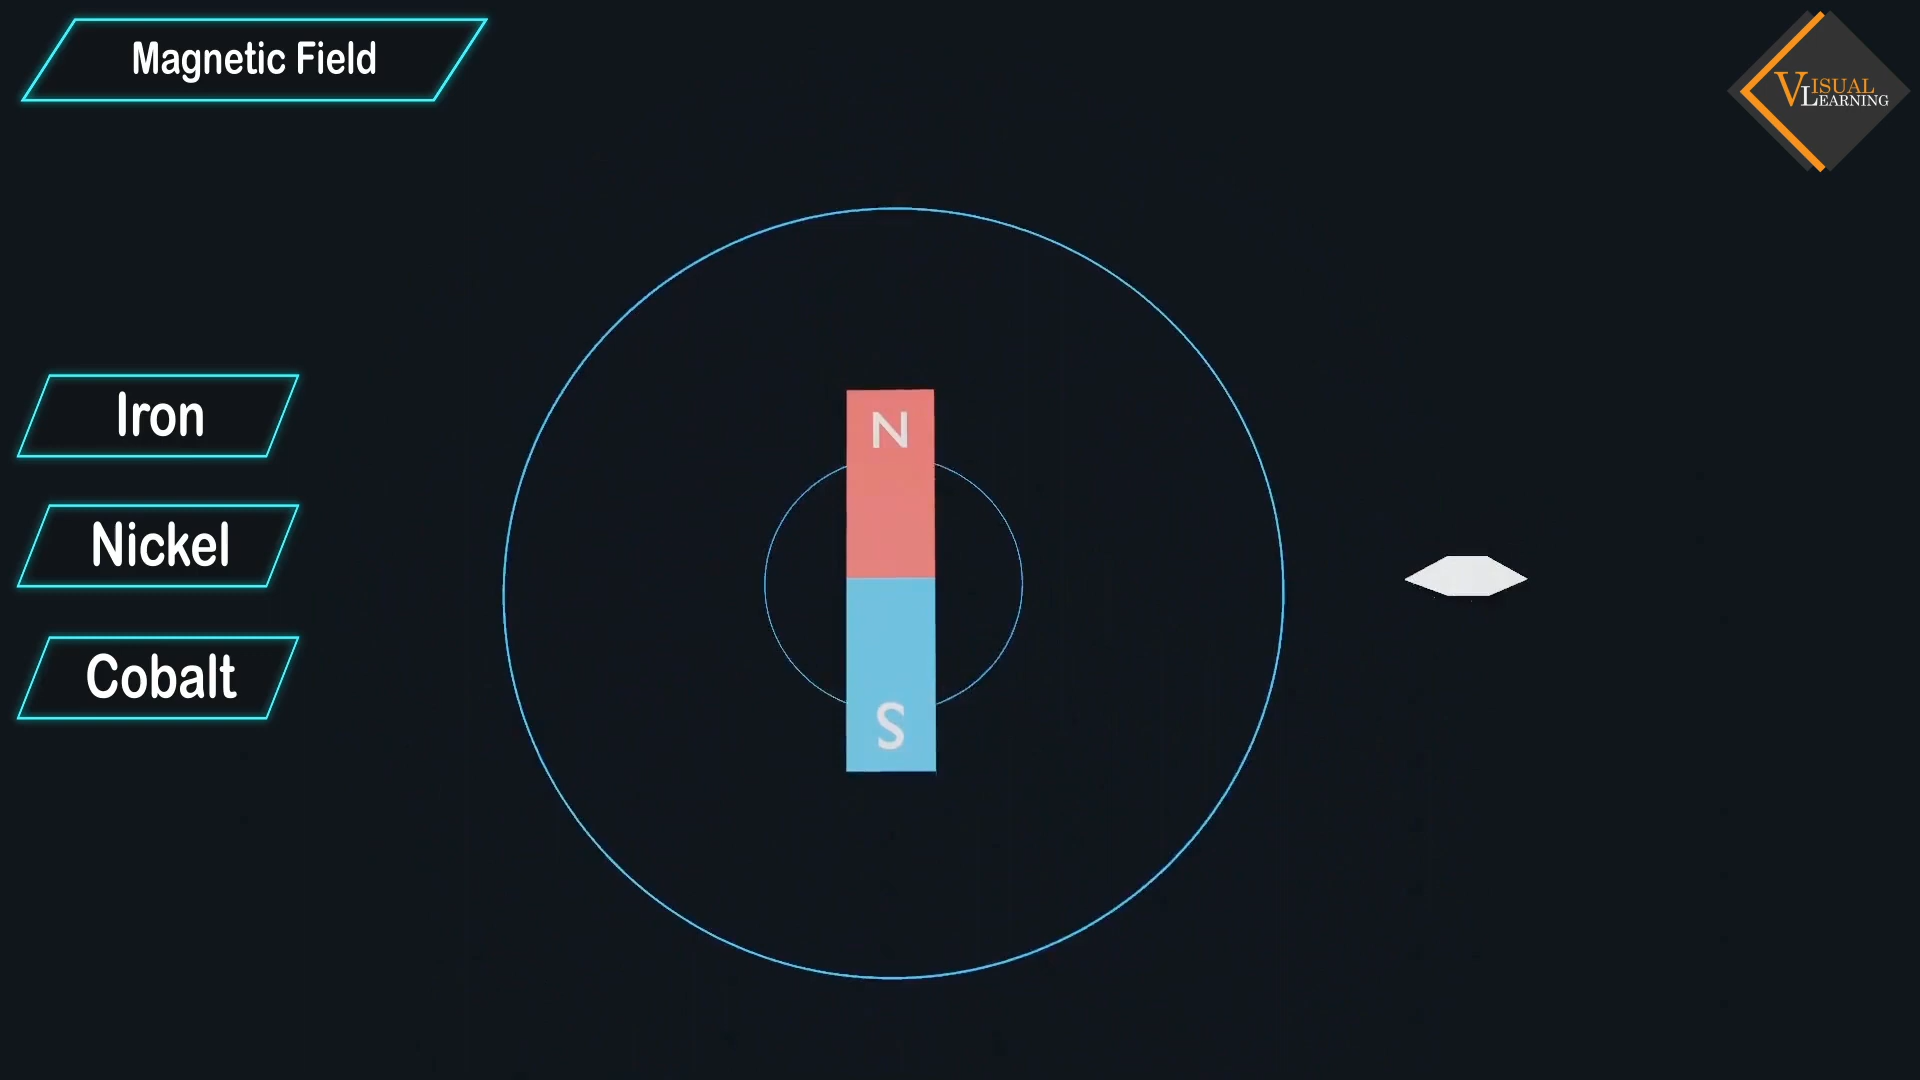 Magnetic Field
VISUAL
LEARNING
Iron
Nickel
Cobalt
N
S